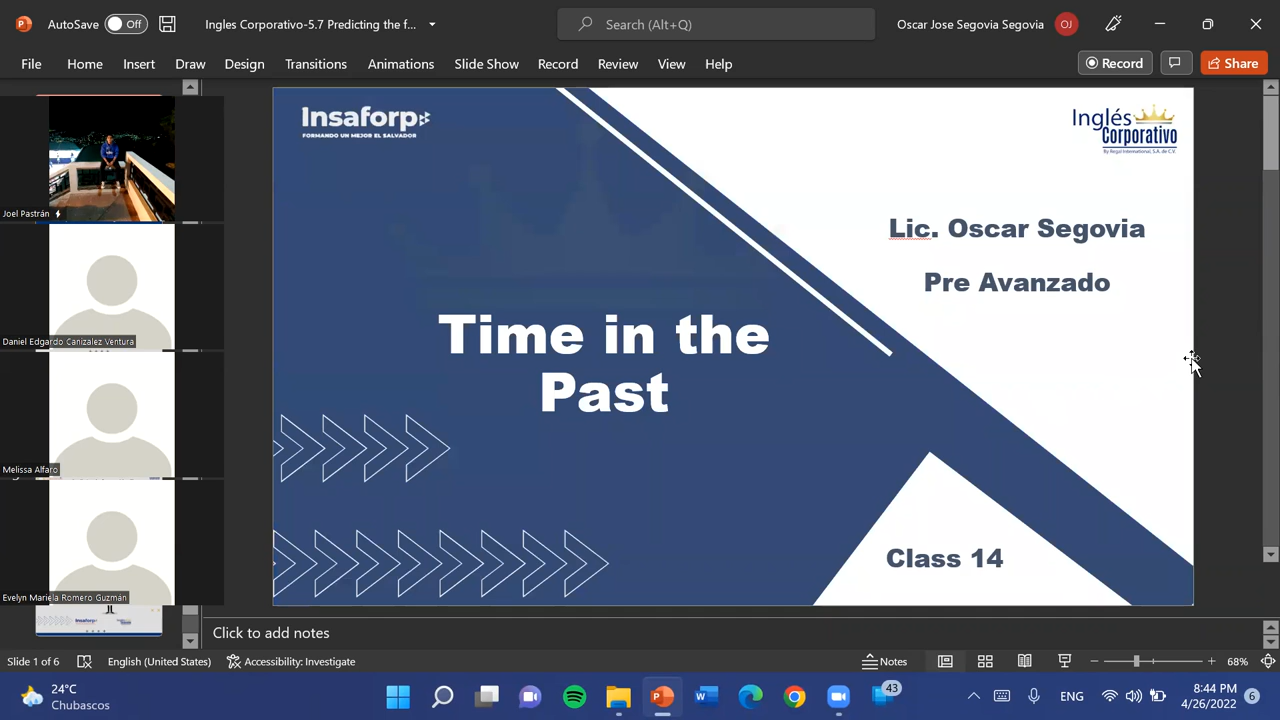 AutoSave
Off
Ingles Corporativo-5.7 Predicting the f...
Search (Alt+Q)
Oscar Jose Segovia Segovia
OJ
File
Home
Insert
Draw
Design
Transitions
Animations
Slide Show
Record
Review
View
Help
Record
Share
Joel Pastrán
Daniel Edgardo Canizalez Ventura
Melissa Alfaro
Evelyn Mariela Romero Guzmán
Insaforp
FORMANDO UN MEJOR EL SALVADOR
Inglés
Corporativo
By Regal International, S.A. de C.V.
Lic. Oscar Segovia
Pre Avanzado
Time in the
Past
Class 14
Click to add notes
Slide 1 of 6
English (United States)
Accessibility: Investigate
Notes
68%
24°C
Chubascos
43
ENG
8:44 PM
4/26/2022
6